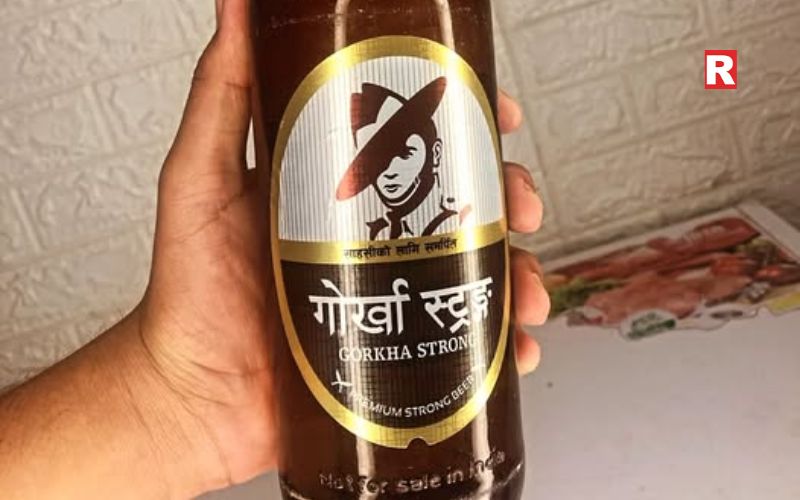 साहसीको लागि समर्पित
गोर्खा स्ट्रङ्ग
GORKHA STRONG
PREMIUM STRONG BEER
Not for sale in India
R